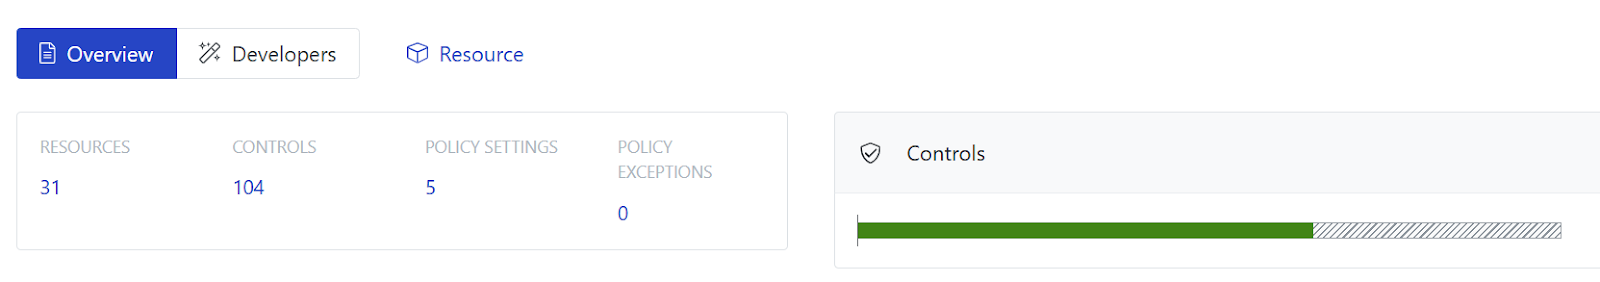 Overview
Developers
Resource
RESOURCES
31
CONTROLS
104
POLICY SETTINGS
5
POLICY
EXCEPTIONS
0
Controls